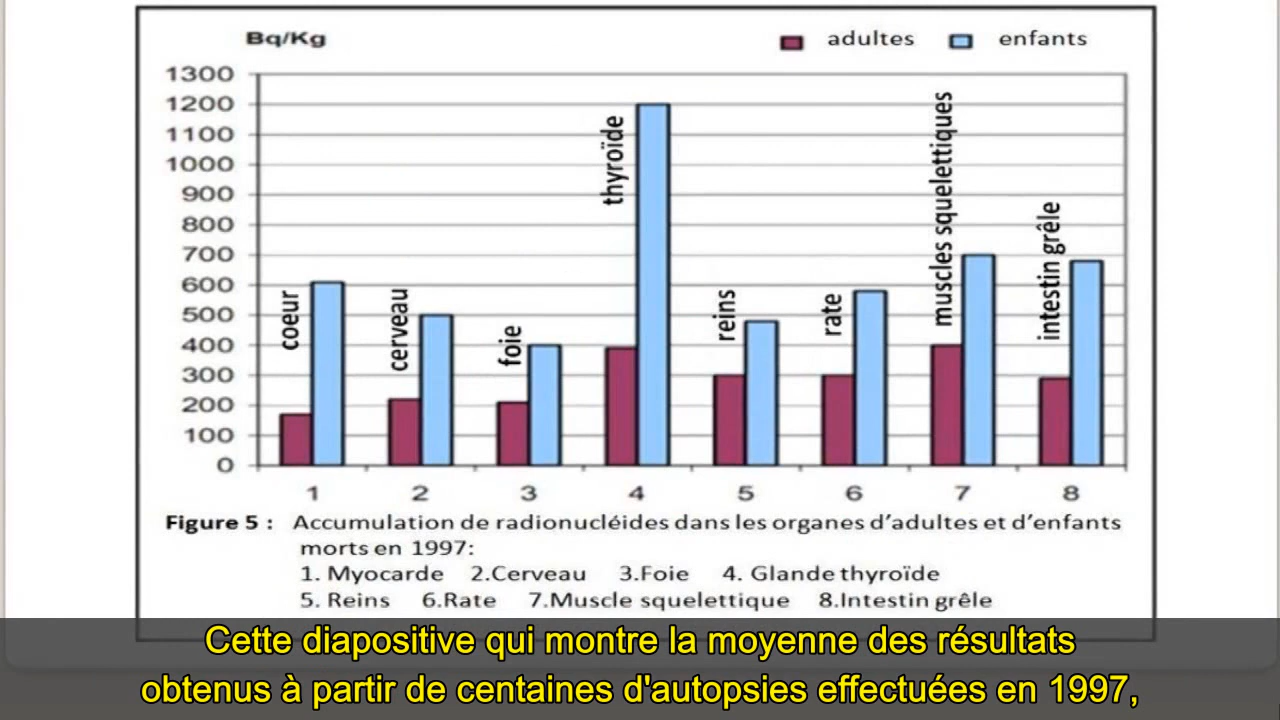 Bq/Kg
adultes enfants
1300
1200
1100
1000
900
800
700
600
500
400
300
200
100
0
coeur
cerveau
foie
thyroïde
reins
rate
muscles squelettiques
intestin grêle
1 2 3 4 5 6 7 8
Figure 5 : Accumulation de radionucléides dans les organes d’adultes et d’enfants
morts en 1997:
1. Myocarde 2.Cerveau 3.Foie 4. Glande thyroïde
5. Reins 6.Rate 7.Muscle squelettique 8.Intestin grêle
Cette diapositive qui montre la moyenne des résultats
obtenus à partir de centaines d'autopsies effectuées en 1997,